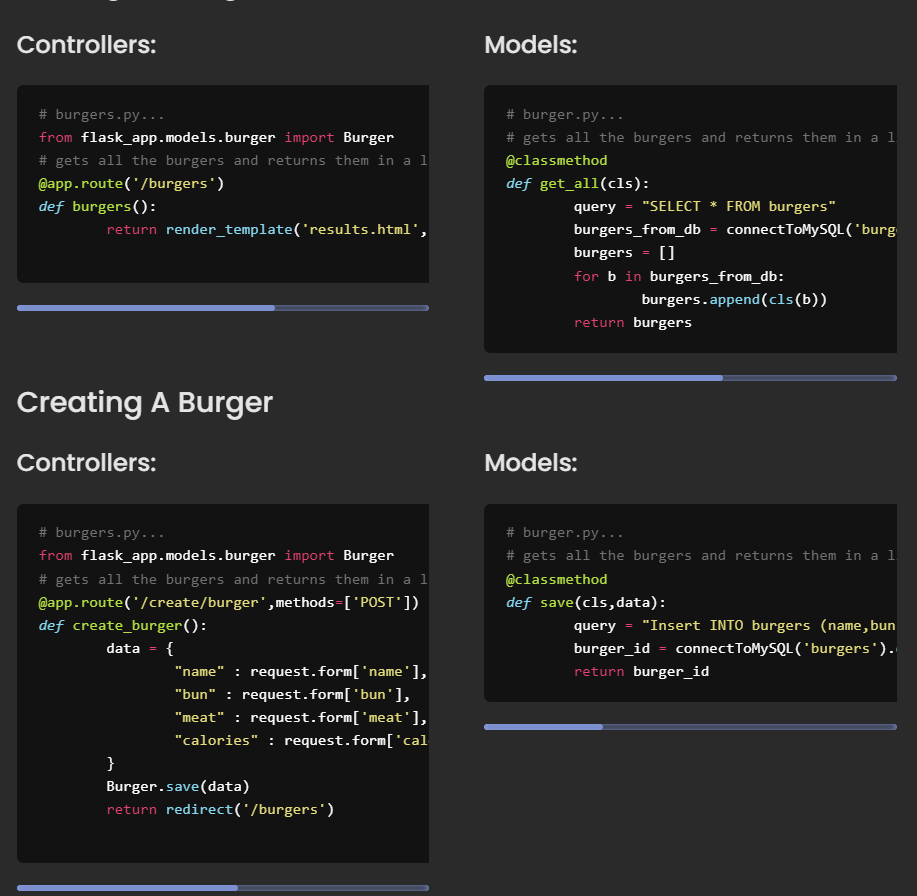 Controllers:
# burgers.py...
from flask_app.models.burger import Burger
# gets all the burgers and returns them in a l
@app.route('/burgers')
def burgers():
        return render_template('results.html',
Models:
# burger.py...
# gets all the burgers and returns them in a l
@classmethod
def get_all(cls):
        query = "SELECT * FROM burgers"
        burgers_from_db = connectToMySQL('burg
        burgers = []
        for b in burgers_from_db:
                burgers.append(cls(b))
        return burgers
Creating A Burger
Controllers:
# burgers.py...
from flask_app.models.burger import Burger
# gets all the burgers and returns them in a l
@app.route('/create/burger',methods=['POST'])
def create_burger():
        data = {
                "name" : request.form['name'],
                "bun" : request.form['bun'],
                "meat" : request.form['meat'],
                "calories" : request.form['cal
        }
        Burger.save(data)
        return redirect('/burgers')
Models:
# burger.py...
# gets all the burgers and returns them in a l
@classmethod
def save(cls,data):
        query = "Insert INTO burgers (name,bun
        burger_id = connectToMySQL('burgers').
        return burger_id